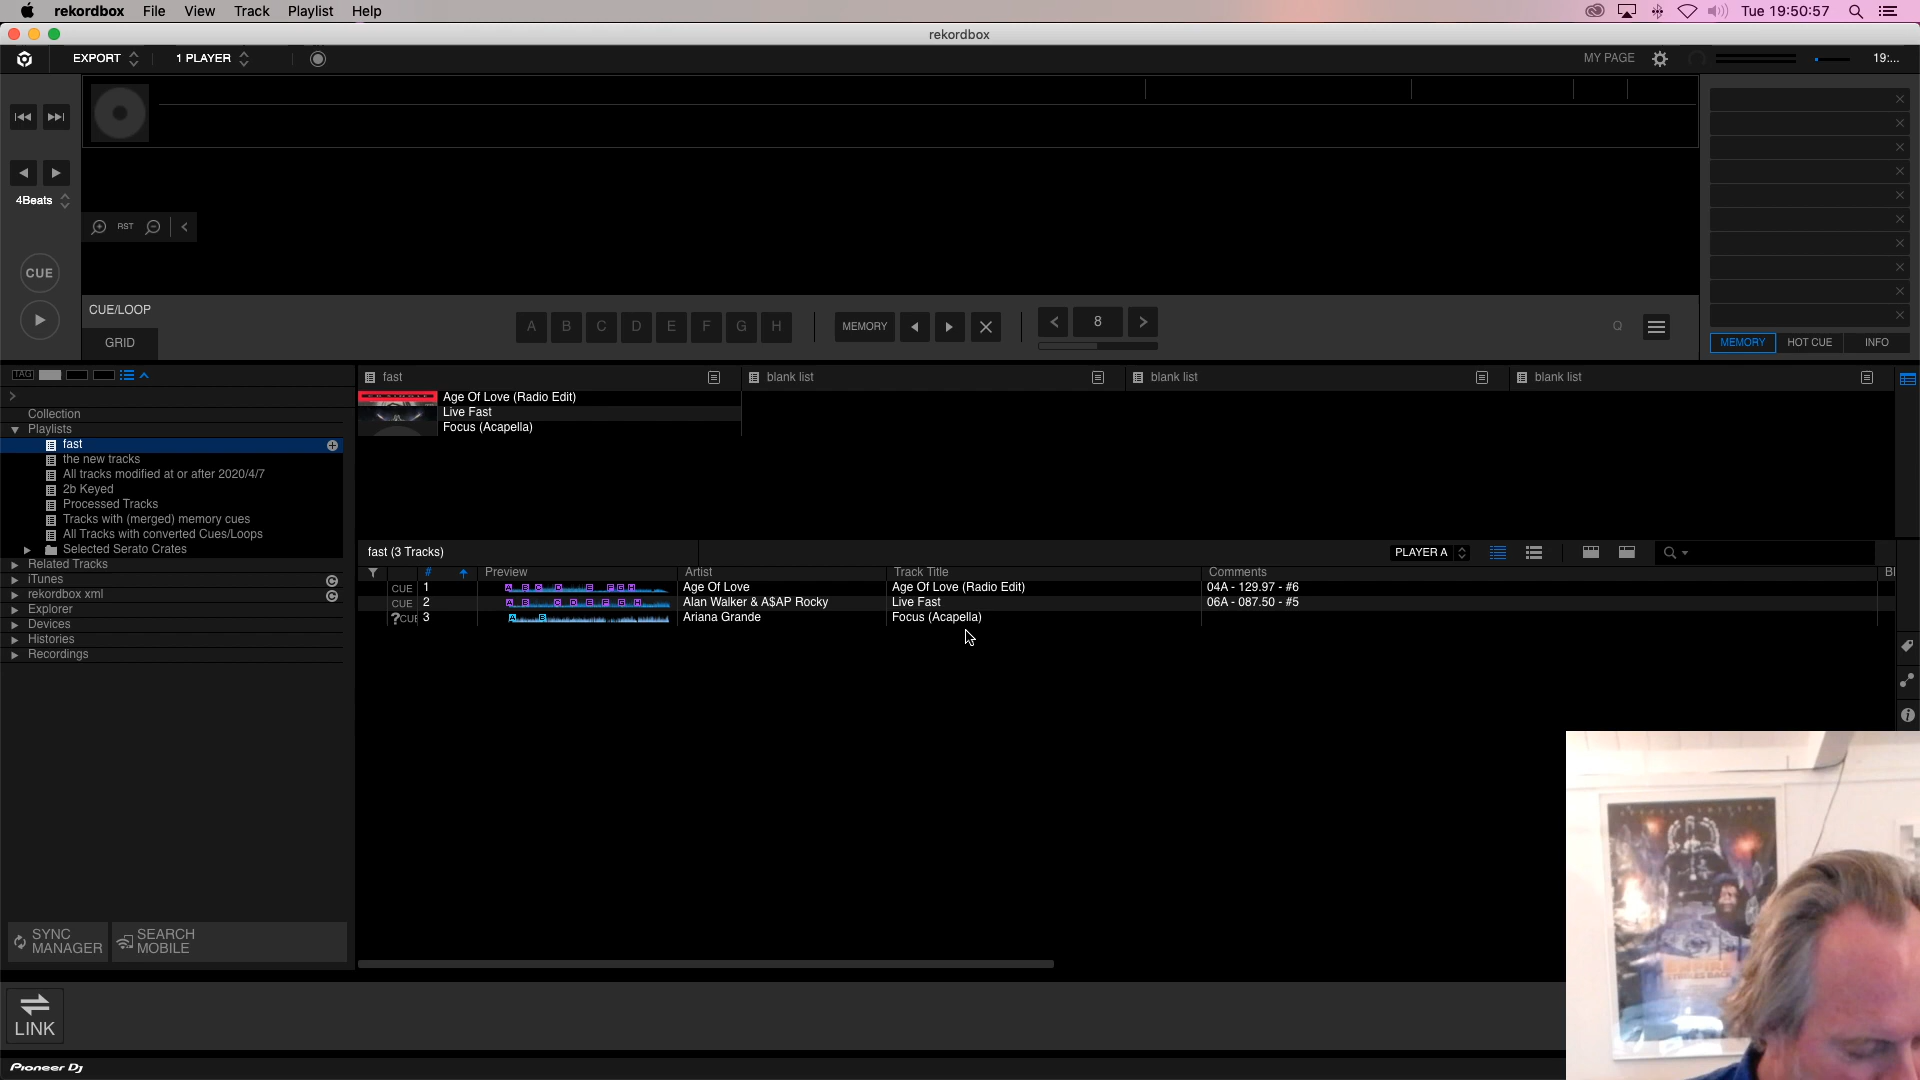 rekordbox File View Track Playlist Help
Tue 19:50:57
rekordbox
EXPORT
1 PLAYER
MY PAGE
19:...
4Beats
RST
CUE
CUE/LOOP
GRID
A B C D E F G H
MEMORY
8
Q
MEMORY HOT CUE INFO
TAG
fast
blank list
blank list
blank list
Age Of Love (Radio Edit)
Live Fast
Focus (Acapella)
Collection
Playlists
fast
the new tracks
All tracks modified at or after 2020/4/7
2b Keyed
Processed Tracks
Tracks with (merged) memory cues
All Tracks with converted Cues/Loops
Selected Serato Crates
Related Tracks
iTunes
rekordbox xml
Explorer
Devices
Histories
Recordings
fast (3 Tracks)
PLAYER A
# Preview Artist Track Title Comments
CUE 1 Age Of Love Age Of Love (Radio Edit) 04A - 129.97 - #6
CUE 2 Alan Walker & A$AP Rocky Live Fast 06A - 087.50 - #5
?CUE 3 Ariana Grande Focus (Acapella)
SYNC
MANAGER
SEARCH
MOBILE
LINK
Pioneer Dj